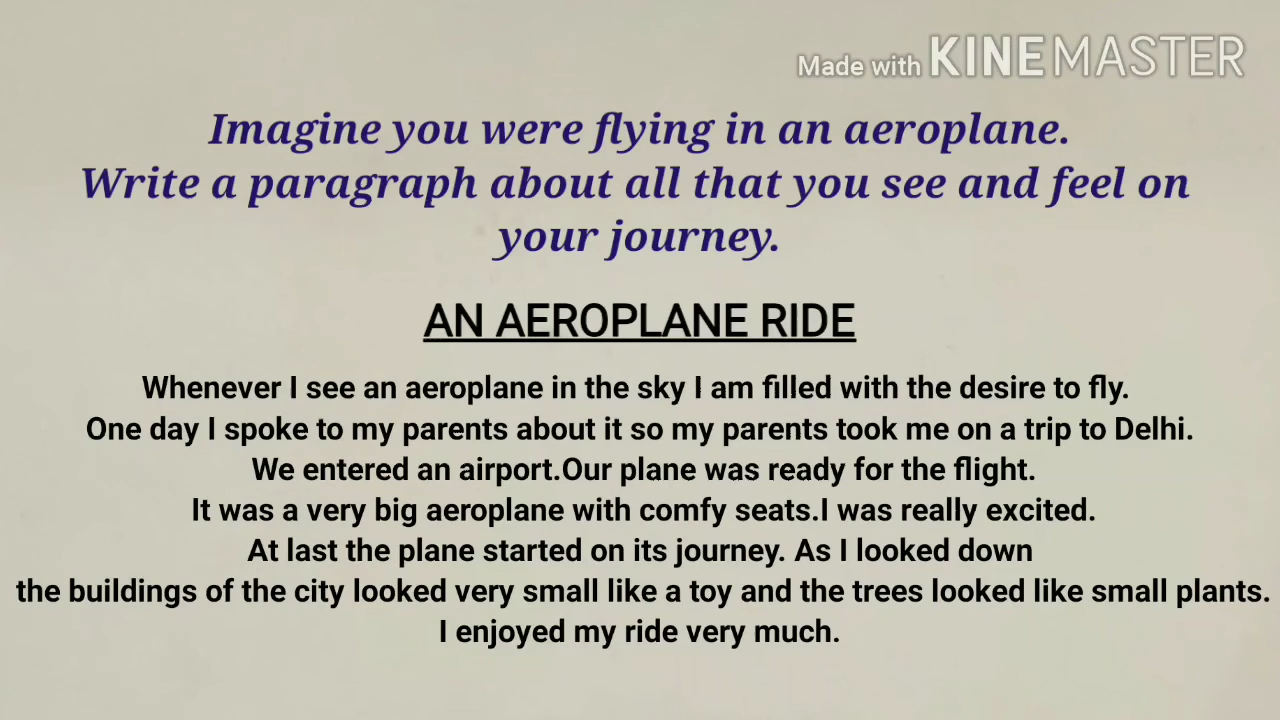 Made with KINEMASTER
Imagine you were flying in an aeroplane.
Write a paragraph about all that you see and feel on
your journey.
AN AEROPLANE RIDE
Whenever I see an aeroplane in the sky I am filled with the desire to fly.
One day I spoke to my parents about it so my parents took me on a trip to Delhi.
We entered an airport.Our plane was ready for the flight.
It was a very big aeroplane with comfy seats.I was really excited.
At last the plane started on its journey. As I looked down
the buildings of the city looked very small like a toy and the trees looked like small plants.
I enjoyed my ride very much.